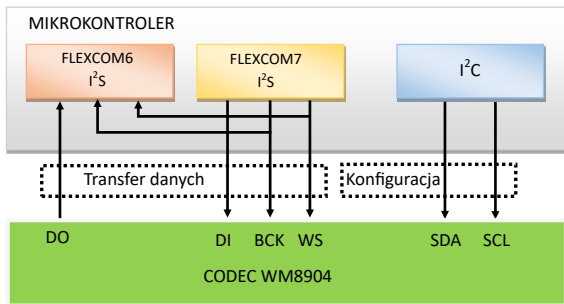 MIKROKONTROLER
FLEXCOM6
I²S
FLEXCOM7
I²S
I²C
Transfer danych
Konfiguracja
DO
DI
BCK
WS
SDA
SCL
CODEC WM8904